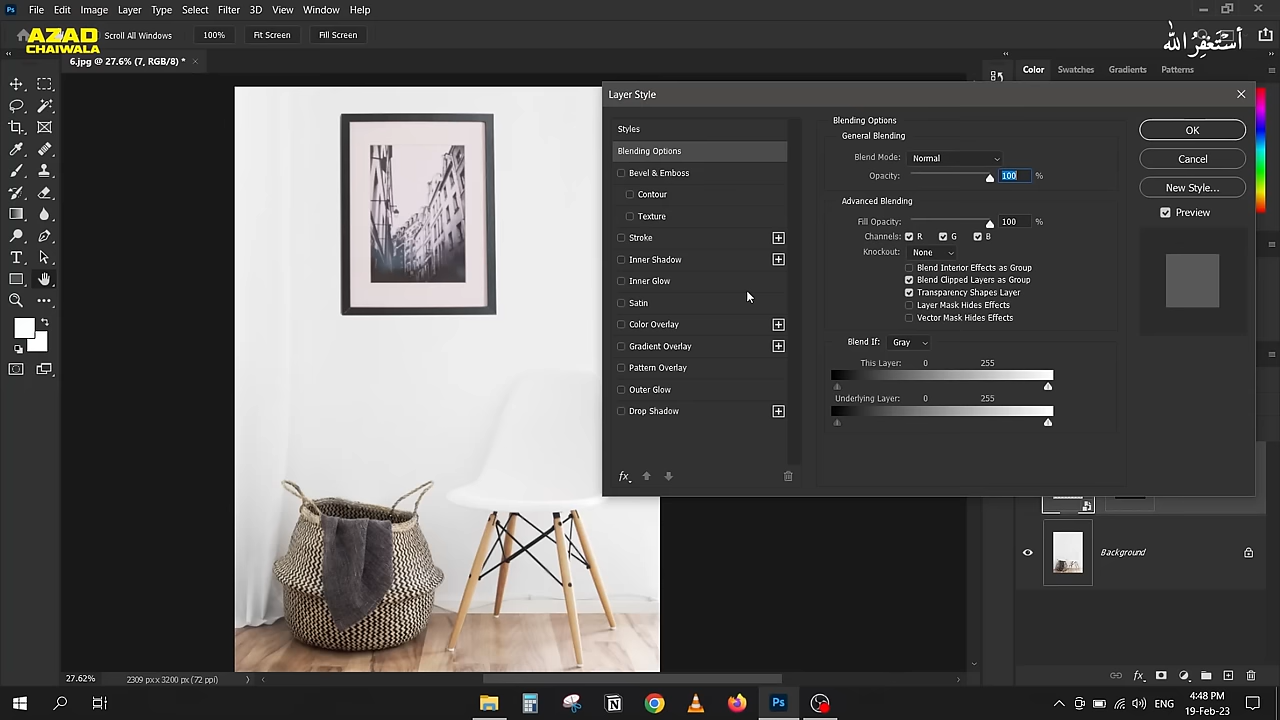 Ps File Edit Image Layer Type Select Filter 3D View Window Help
AZAD
CHAIWALA
Scroll All Windows 100% Fit Screen Fill Screen
أستغفر الله
6.jpg @ 27.6% (7, RGB/8) * ×
Color Swatches Gradients Patterns
Layer Style
Styles
Blending Options
Bevel & Emboss
Contour
Texture
Stroke
Inner Shadow
Inner Glow
Satin
Color Overlay
Gradient Overlay
Pattern Overlay
Outer Glow
Drop Shadow
fx
Blending Options
General Blending
Blend Mode: Normal
Opacity: 100 %
Advanced Blending
Fill Opacity: 100 %
Channels: R G B
Knockout: None
Blend Interior Effects as Group
Blend Clipped Layers as Group
Transparency Shapes Layer
Layer Mask Hides Effects
Vector Mask Hides Effects
Blend If: Gray
This Layer: 0 255
Underlying Layer: 0 255
OK
Cancel
New Style...
Preview
Background
fx
27.62% 2309 px x 3200 px (72 ppi)
ENG
4:48 PM
19-Feb-23